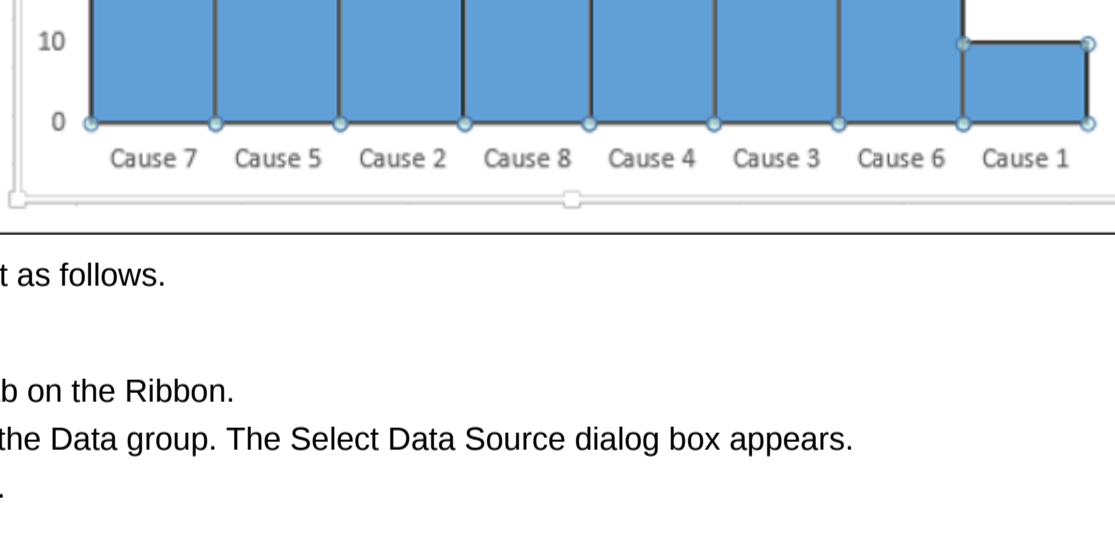 10
0
Cause 7 Cause 5 Cause 2 Cause 8 Cause 4 Cause 3 Cause 6 Cause 1
t as follows.
b on the Ribbon.
the Data group. The Select Data Source dialog box appears.
.